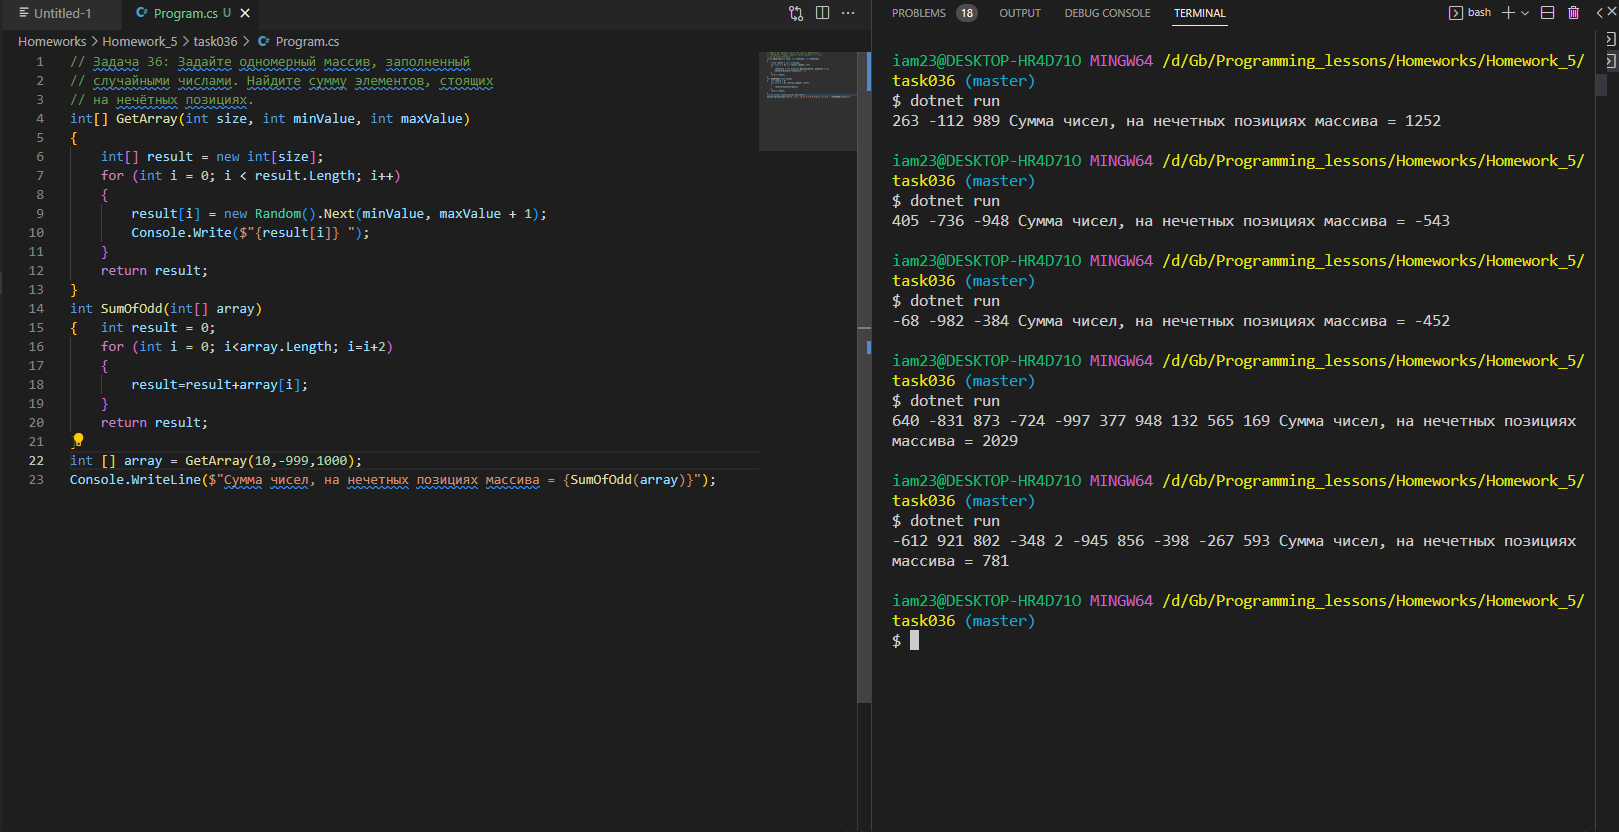 Untitled-1
Program.cs U
Homeworks > Homework_5 > task036 > Program.cs
1 // Задача 36: Задайте одномерный массив, заполненный
2 // случайными числами. Найдите сумму элементов, стоящих
3 // на нечётных позициях.
4 int[] GetArray(int size, int minValue, int maxValue)
5 {
6 int[] result = new int[size];
7 for (int i = 0; i < result.Length; i++)
8 {
9 result[i] = new Random().Next(minValue, maxValue + 1);
10 Console.Write($"{result[i]} ");
11 }
12 return result;
13 }
14 int SumOfOdd(int[] array)
15 { int result = 0;
16 for (int i = 0; i<array.Length; i=i+2)
17 {
18 result=result+array[i];
19 }
20 return result;
21 }
22 int [] array = GetArray(10,-999,1000);
23 Console.WriteLine($"Сумма чисел, на нечетных позициях массива = {SumOfOdd(array)}");
PROBLEMS 18 OUTPUT DEBUG CONSOLE TERMINAL
bash
iam23@DESKTOP-HR4D71O MINGW64 /d/Gb/Programming_lessons/Homeworks/Homework_5/
task036 (master)
$ dotnet run
263 -112 989 Сумма чисел, на нечетных позициях массива = 1252
iam23@DESKTOP-HR4D71O MINGW64 /d/Gb/Programming_lessons/Homeworks/Homework_5/
task036 (master)
$ dotnet run
405 -736 -948 Сумма чисел, на нечетных позициях массива = -543
iam23@DESKTOP-HR4D71O MINGW64 /d/Gb/Programming_lessons/Homeworks/Homework_5/
task036 (master)
$ dotnet run
-68 -982 -384 Сумма чисел, на нечетных позициях массива = -452
iam23@DESKTOP-HR4D71O MINGW64 /d/Gb/Programming_lessons/Homeworks/Homework_5/
task036 (master)
$ dotnet run
640 -831 873 -724 -997 377 948 132 565 169 Сумма чисел, на нечетных позициях
массива = 2029
iam23@DESKTOP-HR4D71O MINGW64 /d/Gb/Programming_lessons/Homeworks/Homework_5/
task036 (master)
$ dotnet run
-612 921 802 -348 2 -945 856 -398 -267 593 Сумма чисел, на нечетных позициях
массива = 781
iam23@DESKTOP-HR4D71O MINGW64 /d/Gb/Programming_lessons/Homeworks/Homework_5/
task036 (master)
$